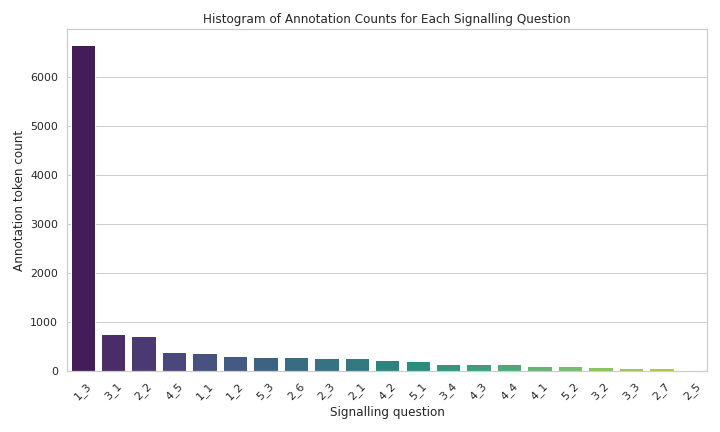 Histogram of Annotation Counts for Each Signalling Question
Annotation token count
6000
5000
4000
3000
2000
1000
0
1_3 3_1 2_2 4_5 1_1 1_2 5_3 2_6 2_3 2_1 4_2 5_1 3_4 4_3 4_4 4_1 5_2 3_2 3_3 2_7 2_5
Signalling question